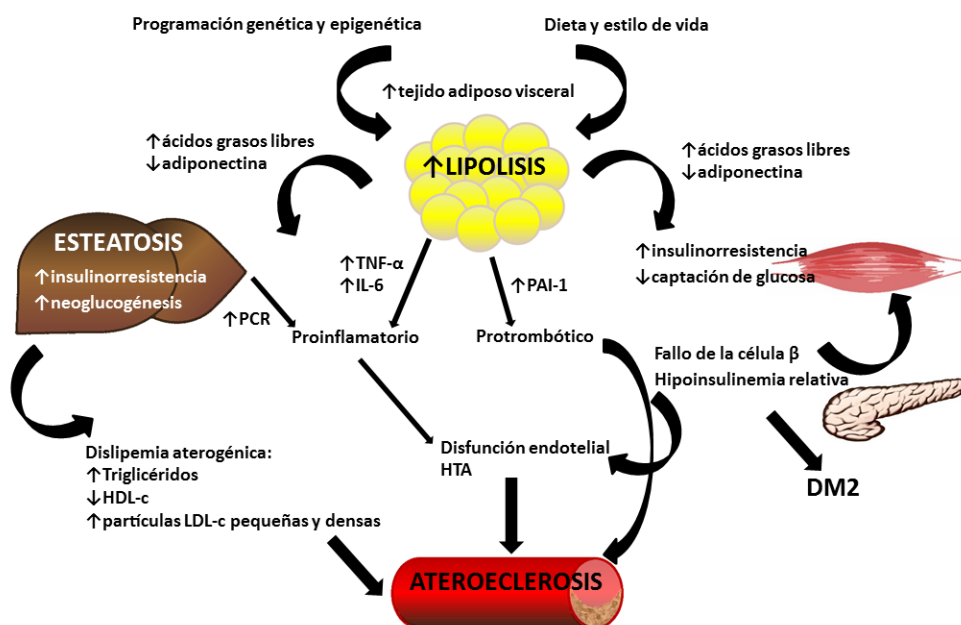 Programación genética y epigenética
Dieta y estilo de vida
↑tejido adiposo visceral
↑ácidos grasos libres
↓adiponectina
↑LIPOLISIS
↑ácidos grasos libres
↓adiponectina
ESTEATOSIS
↑insulinorresistencia
↑neoglucogénesis
↑TNF-α
↑IL-6
↑PAI-1
↑insulinorresistencia
↓captación de glucosa
↑PCR
Proinflamatorio
Protrombótico
Fallo de la célula β
Hipoinsulinemia relativa
Dislipemia aterogénica:
↑Triglicéridos
↓HDL-c
↑partículas LDL-c pequeñas y densas
Disfunción endotelial
HTA
DM2
ATEROECLEROSIS